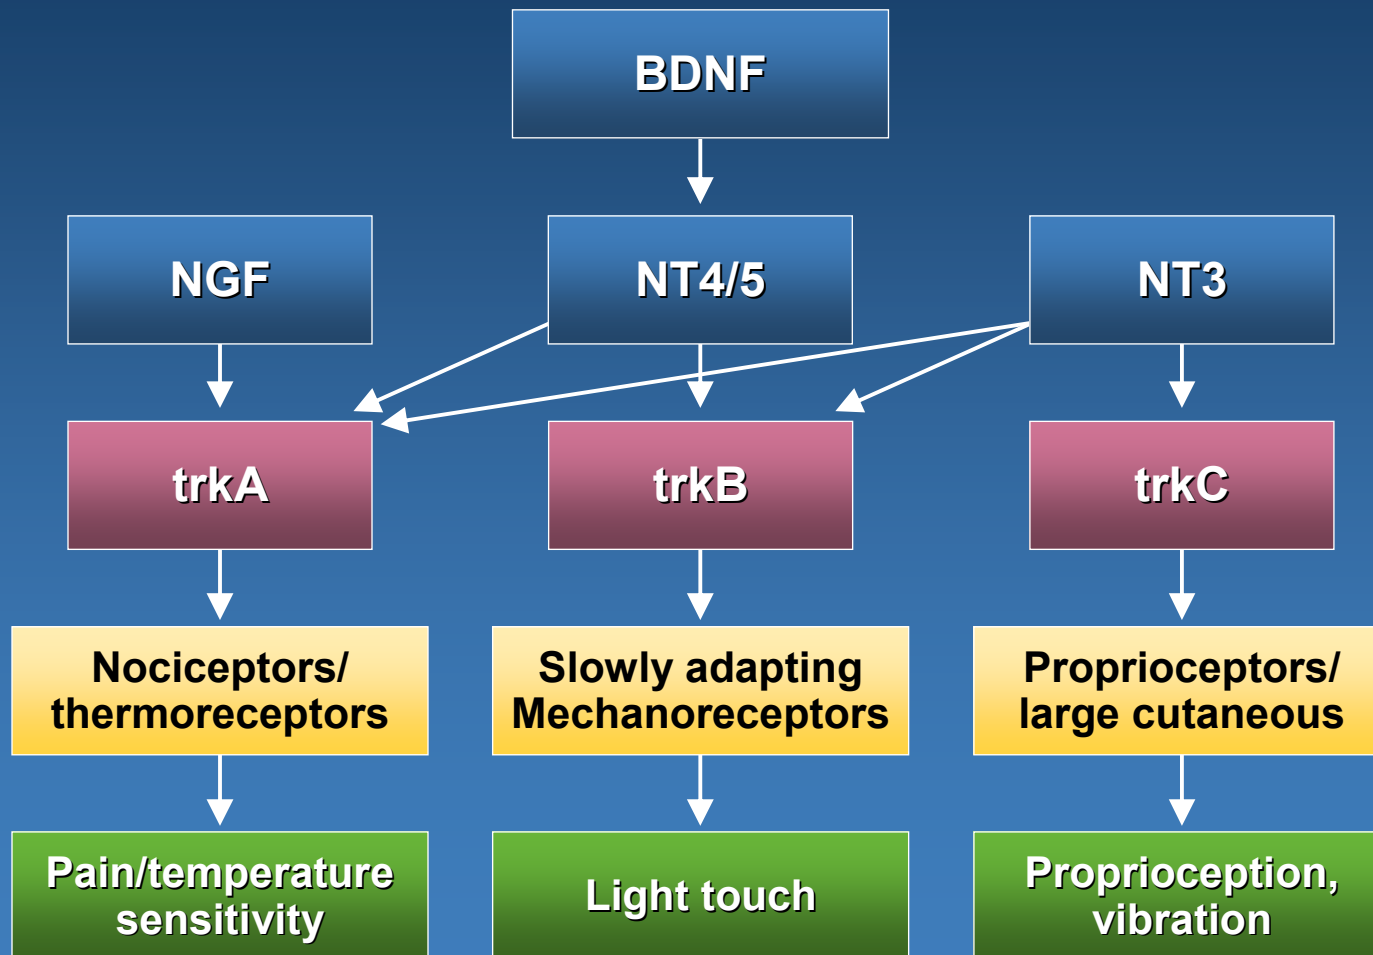 BDNF
NGF
NT4/5
NT3
trkA
trkB
trkC
Nociceptors/
thermoreceptors
Slowly adapting
Mechanoreceptors
Proprioceptors/
large cutaneous
Pain/temperature
sensitivity
Light touch
Proprioception,
vibration